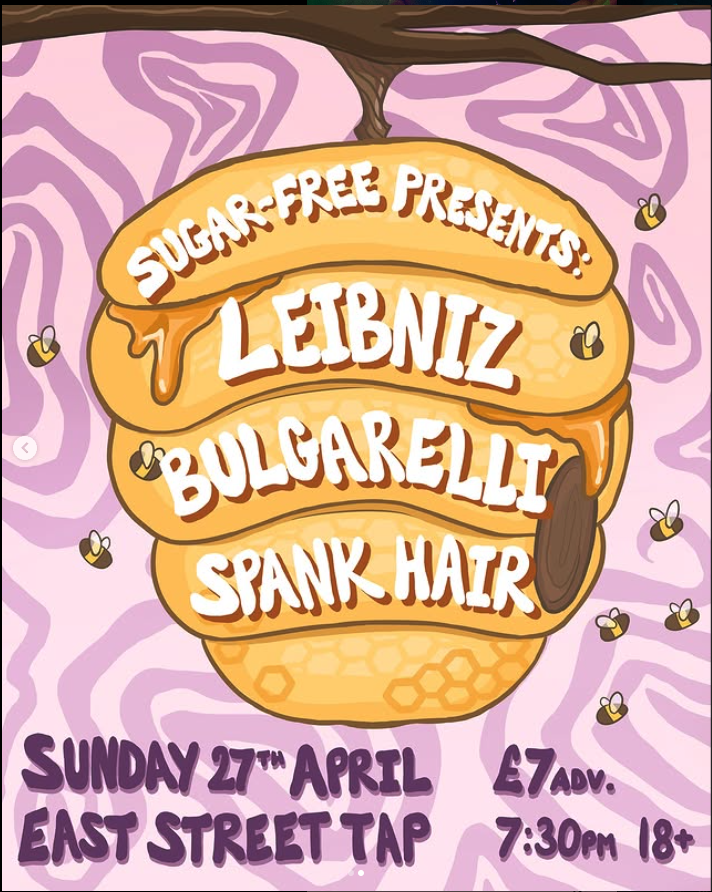 SUGAR-FREE PRESENTS:
LEIBNIZ
BULGARELLI
SPANK HAIR
SUNDAY 27TH APRIL
EAST STREET TAP
£7ADV.
7:30PM 18+